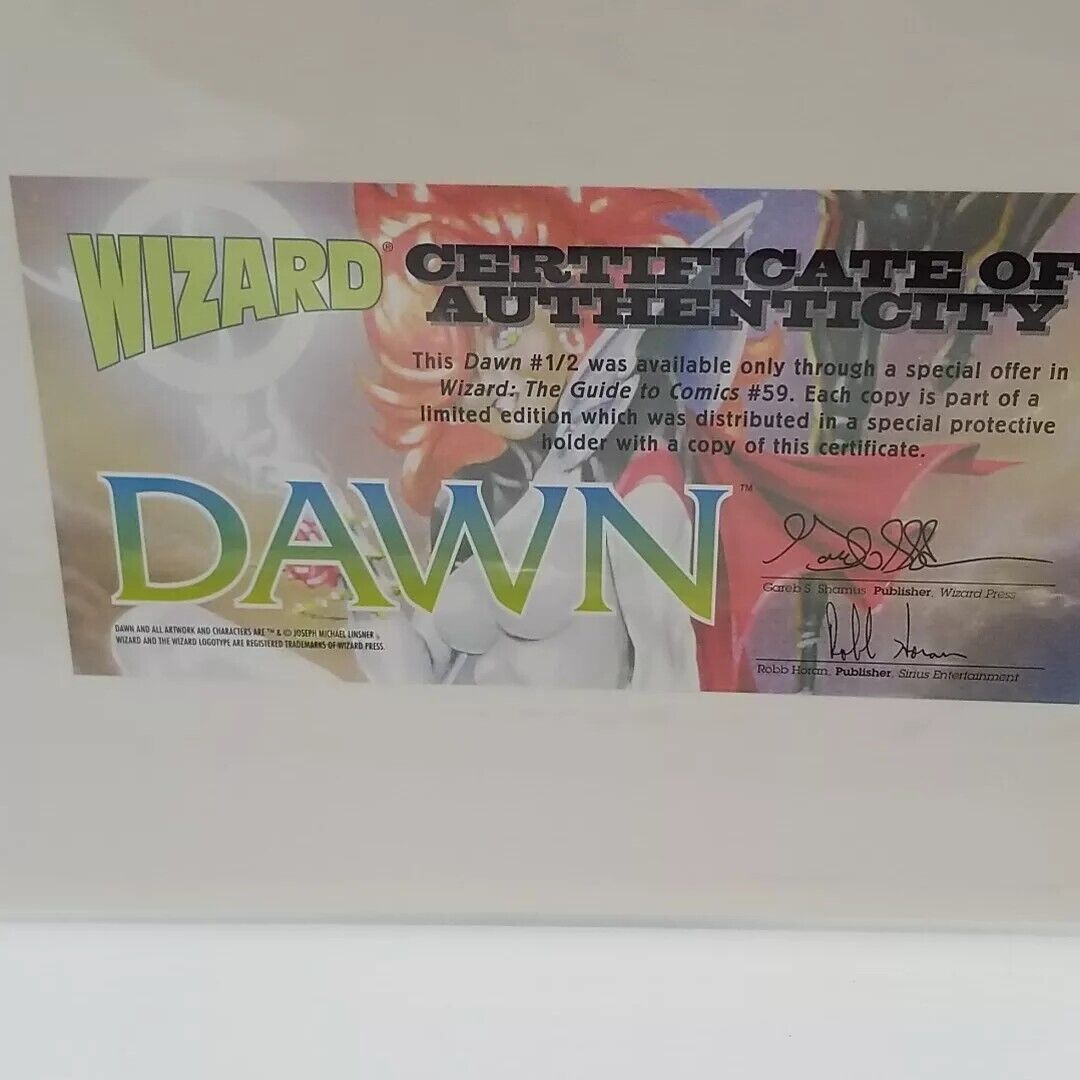 WIZARD®
CERTIFICATE OF
AUTHENTICITY
This Dawn #1/2 was available only through a special offer in
Wizard: The Guide to Comics #59. Each copy is part of a
limited edition which was distributed in a special protective
holder with a copy of this certificate.
DAWN™
Gareb S. Shamus, Publisher, Wizard Press
Robb Horan
Robb Horan, Publisher, Sirius Entertainment
DAWN AND ALL ARTWORK AND CHARACTERS ARE ™ & © JOSEPH MICHAEL LINSNER.
WIZARD AND THE WIZARD LOGOTYPE ARE REGISTERED TRADEMARKS OF WIZARD PRESS.